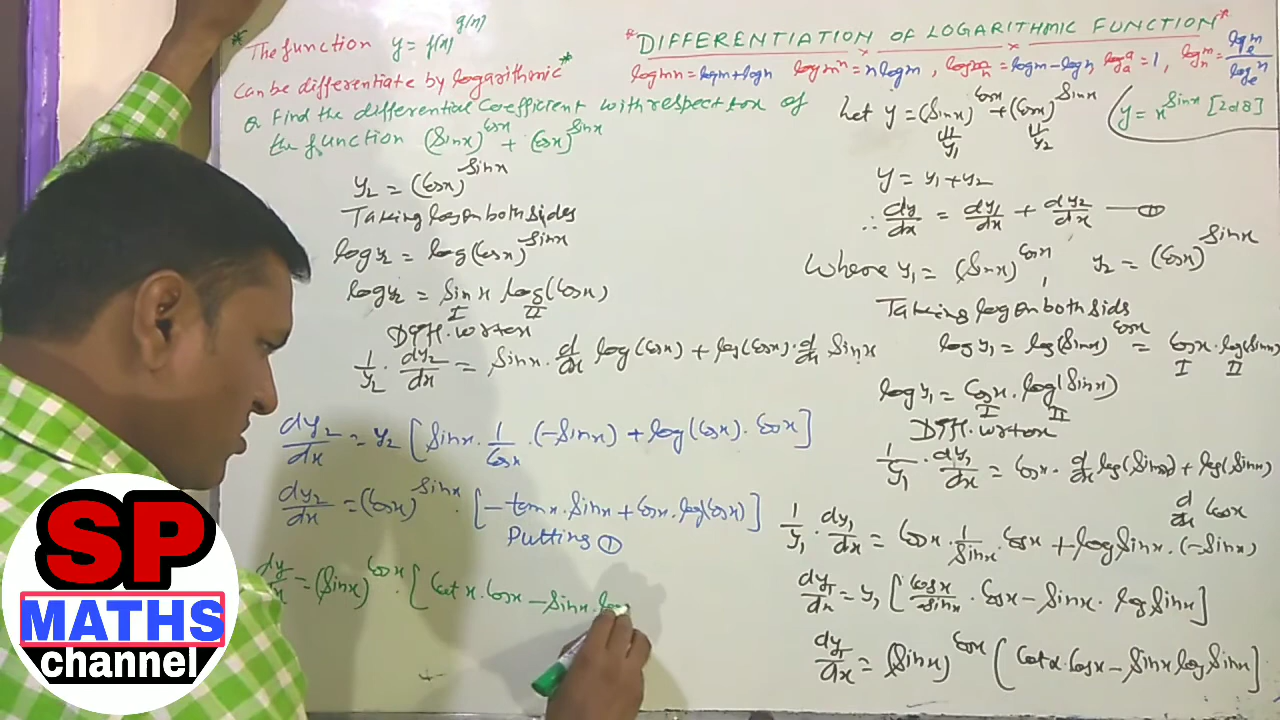 * The function y = f(x)^g(x)
can be differentiate by logarithmic *
* DIFFERENTIATION OF LOGARITHMIC FUNCTION *
log mn = log m + log n log m^n = n log m, log m/n = log m - log n log_a^a = 1, log_n^m = log_e^m / log_e^n
Q Find the differential coefficient with respect to x of
the function (Sinx)^Cosx + (Cosx)^Sinx
y2 = (Cosx)^Sinx
Taking log on both sides
log y2 = log (Cosx)^Sinx
log y2 = Sinx log (Cosx)
I II
Diff. w.r. to x
1/y2 . dy2/dx = Sinx . d/dx log (Cosx) + log (Cosx) . d/dx Sinx
dy2/dx = y2 [Sinx . 1/Cosx . (-Sinx) + log (Cosx) . Cosx]
dy2/dx = (Cosx)^Sinx . [-tanx . Sinx + Cosx . log (Cosx)]
Putting ①
dy/dx = (Sinx)^Cosx . [Cotx . Cosx - Sinx . lo
Let y = (Sinx)^Cosx + (Cosx)^Sinx
y1 y2
y = x^Sinx [2018]
y = y1 + y2
∴ dy/dx = dy1/dx + dy2/dx — ①
Where y1 = (Sinx)^Cosx, y2 = (Cosx)^Sinx
Taking log on both sids
log y1 = log (Sinx)^Cosx = Cosx . log (Sinx)
I II
log y1 = Cosx . log (Sinx)
I II
Diff. w.r. to x
1/y1 . dy1/dx = Cosx . d/dx log (Sinx) + log (Sinx)
d/dx Cosx
1/y1 . dy1/dx = Cosx . 1/Sinx . Cosx + log Sinx . (-Sinx)
dy1/dx = y1 [Cosx/Sinx . Cosx - Sinx . log Sinx]
dy1/dx = (Sinx)^Cosx [Cotx . Cosx - Sinx log Sinx]
SP
MATHS
channel